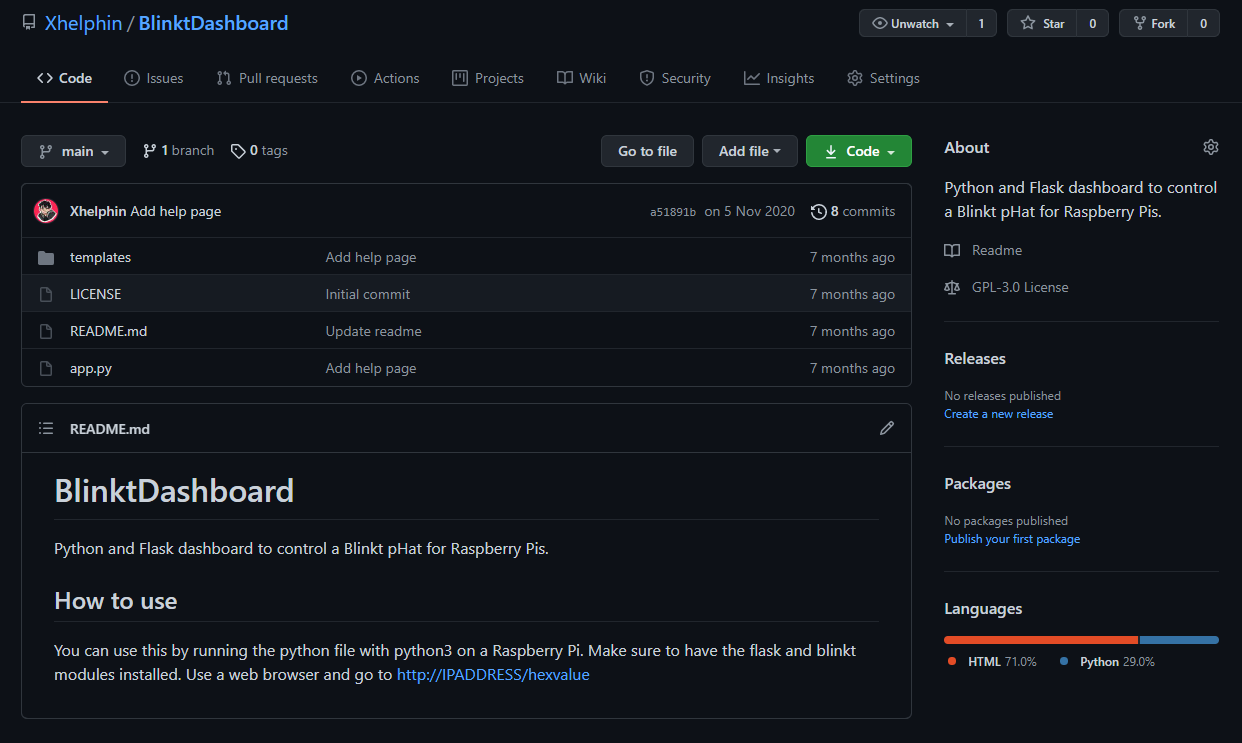 Xhelphin / BlinktDashboard
Unwatch 1 Star 0 Fork 0
Code Issues Pull requests Actions Projects Wiki Security Insights Settings
main 1 branch 0 tags Go to file Add file Code
Xhelphin Add help page a51891b on 5 Nov 2020 8 commits
templates Add help page 7 months ago
LICENSE Initial commit 7 months ago
README.md Update readme 7 months ago
app.py Add help page 7 months ago
README.md
BlinktDashboard
Python and Flask dashboard to control a Blinkt pHat for Raspberry Pis.
How to use
You can use this by running the python file with python3 on a Raspberry Pi. Make sure to have the flask and blinkt
modules installed. Use a web browser and go to http://IPADDRESS/hexvalue
About
Python and Flask dashboard to control
a Blinkt pHat for Raspberry Pis.
Readme
GPL-3.0 License
Releases
No releases published
Create a new release
Packages
No packages published
Publish your first package
Languages
HTML 71.0% Python 29.0%